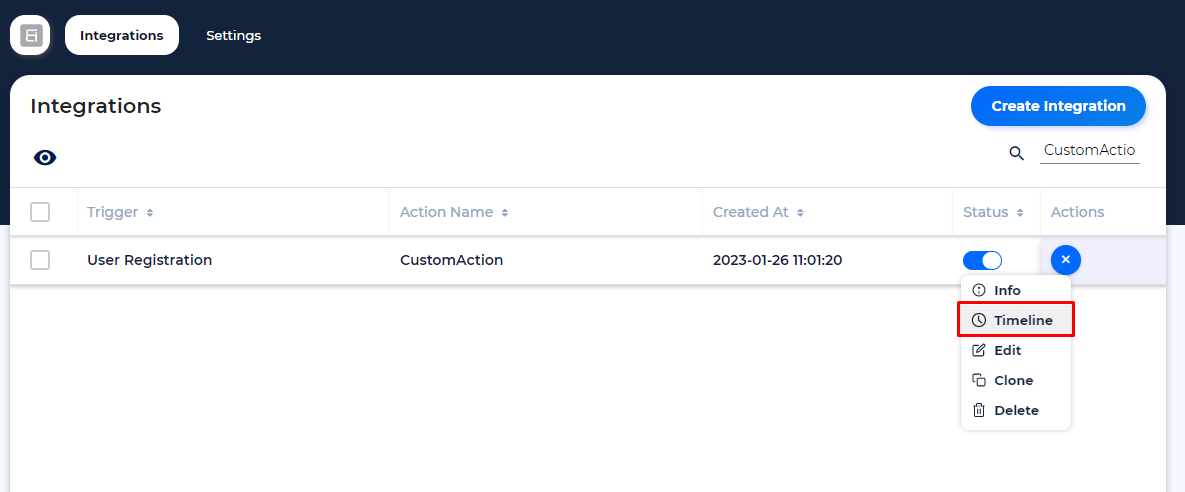 Integrations Settings
Integrations
Create Integration
CustomActio
Trigger Action Name Created At Status Actions
User Registration CustomAction 2023-01-26 11:01:20
Info
Timeline
Edit
Clone
Delete